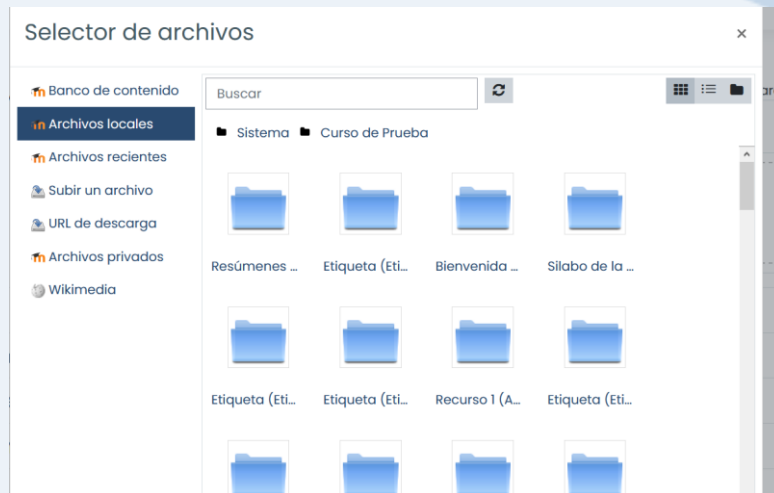 Selector de archivos
Banco de contenido
Archivos locales
Archivos recientes
Subir un archivo
URL de descarga
Archivos privados
Wikimedia
Buscar
Sistema Curso de Prueba
Resúmenes ... Etiqueta (Eti... Bienvenida ... Silabo de la ...
Etiqueta (Eti... Etiqueta (Eti... Recurso 1 (A... Etiqueta (Eti...